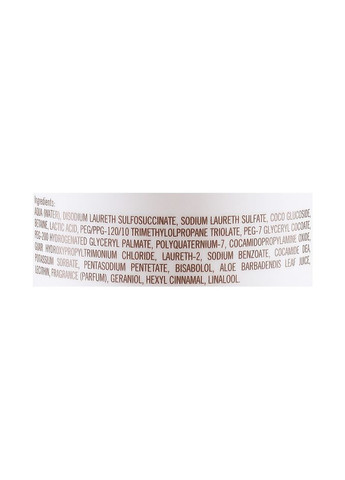 Ingredients:
AQUA (WATER), DISODIUM LAURETH SULFOSUCCINATE, SODIUM LAURETH SULFATE, COCO GLUCOSIDE,
BETAINE, LACTIC ACID, PEG/PPG-120/10 TRIMETHYLOLPROPANE TRIOLATE, PEG-7 GLYCERYL COCOATE,
PEG-200 HYDROGENATED GLYCERYL PALMATE, POLYQUATERNIUM-7, COCAMIDOPROPYLAMINE OXIDE,
GUAR HYDROXYPROPYLTRIMONIUM CHLORIDE, LAURETH-2, SODIUM BENZOATE, COCAMIDE DEA,
POTASSIUM SORBATE, PENTASODIUM PENTETATE, BISABOLOL, ALOE BARBADENSIS LEAF JUICE,
LECITHIN, FRAGRANCE (PARFUM), GERANIOL, HEXYL CINNAMAL, LINALOOL.